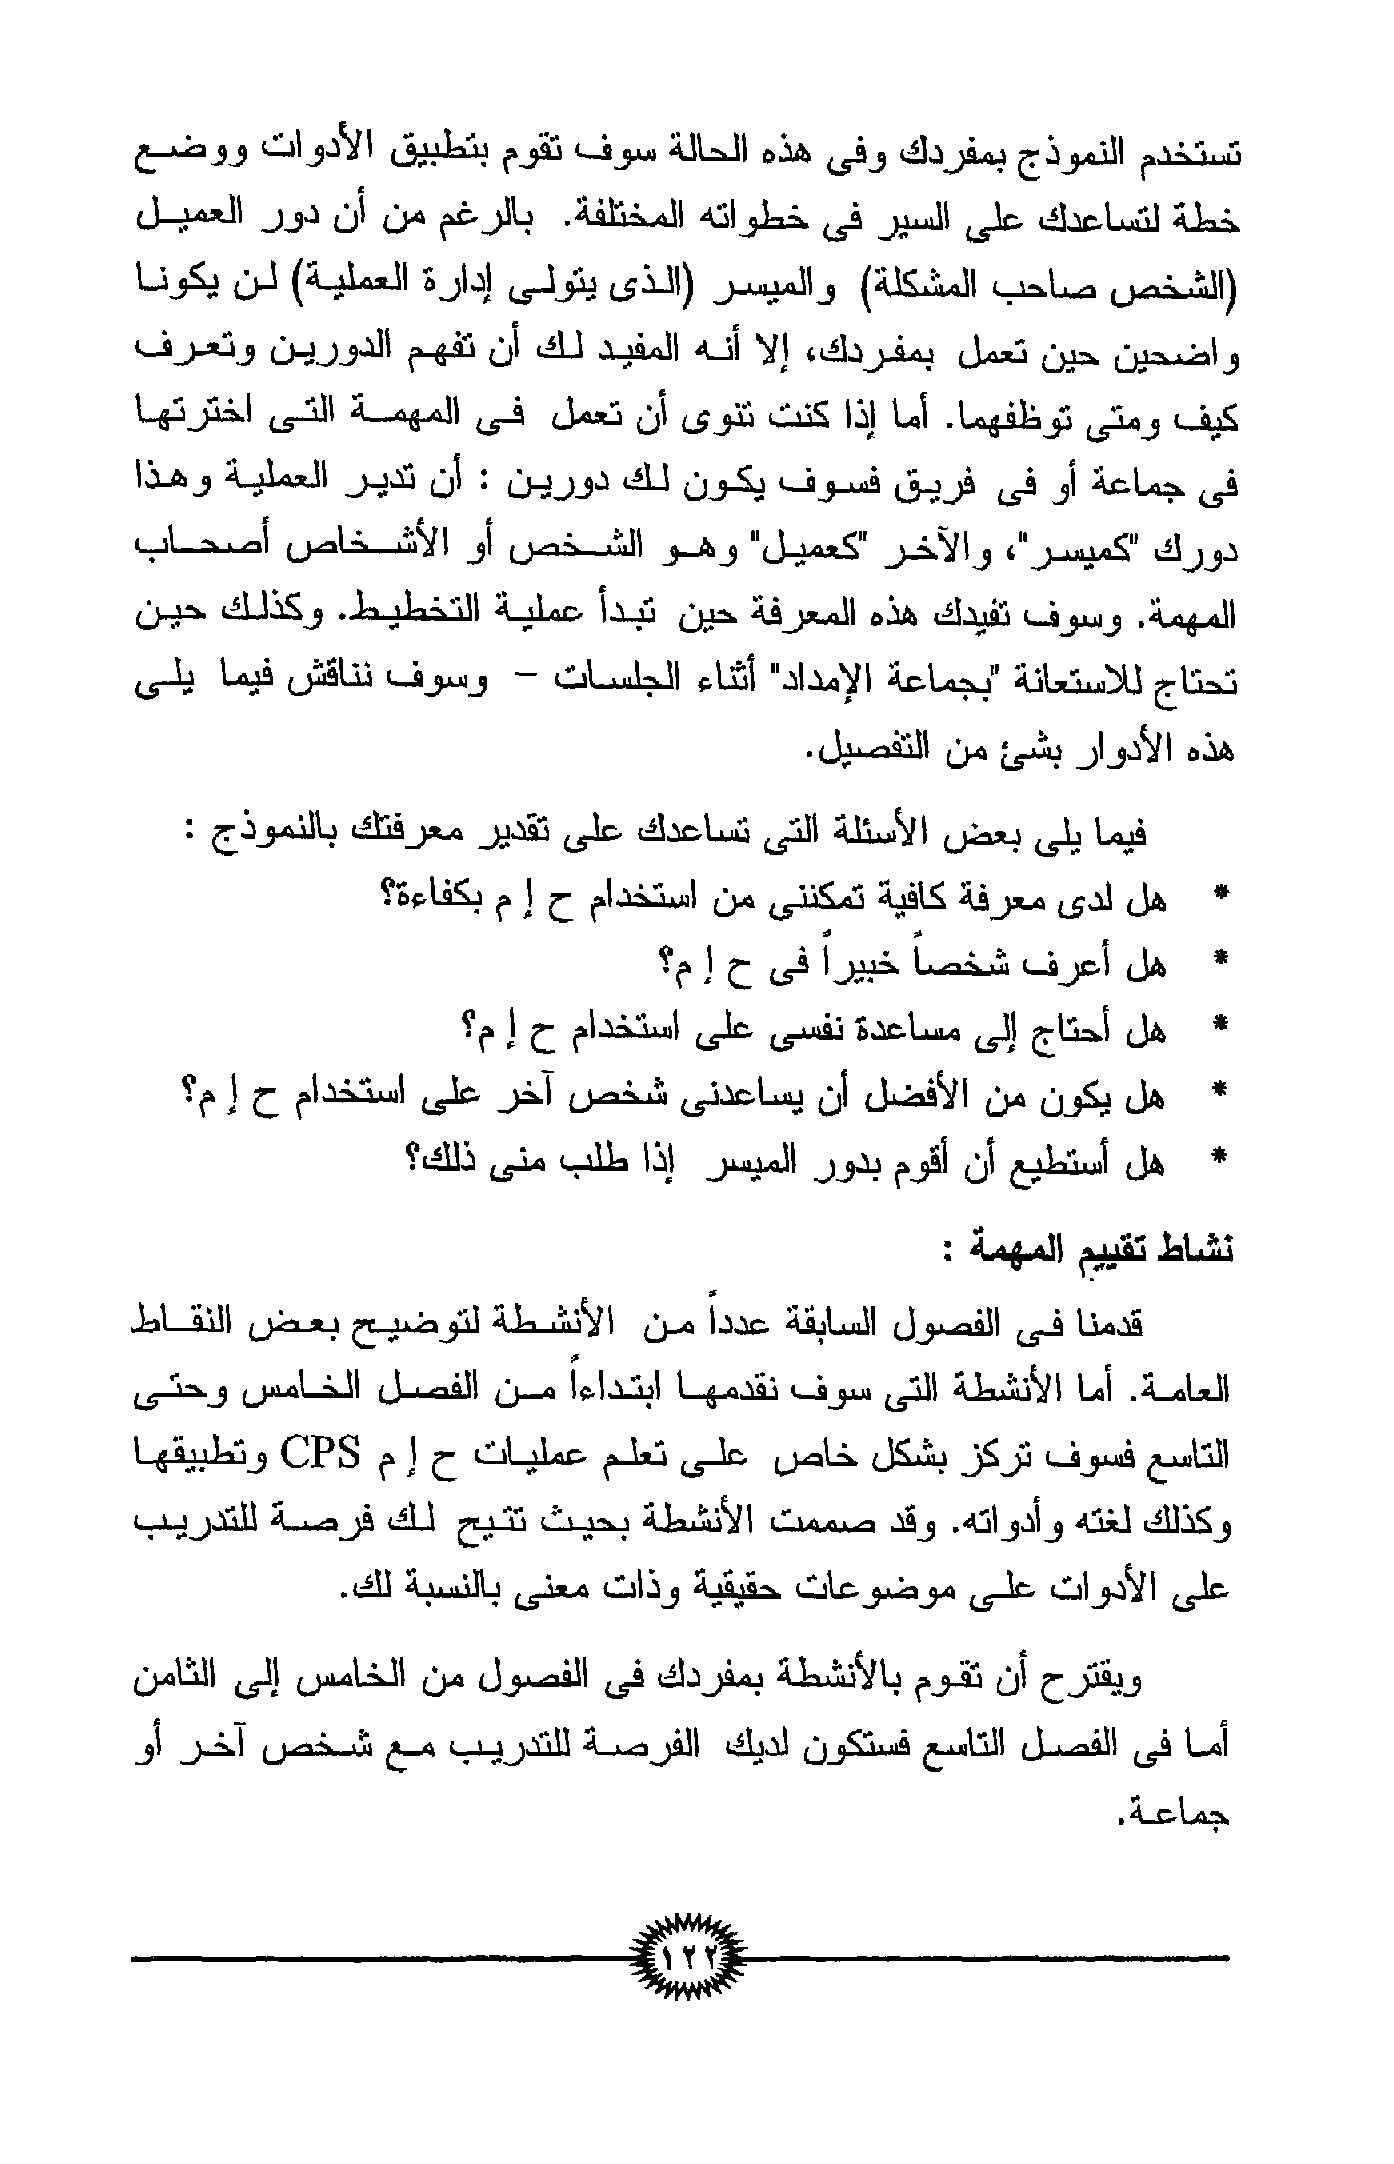 تستخدم النموذج بمفردك وفى هذه الحالة سوف تقوم بتطبيق الأدوات ووضع
خطة لتساعدك على السير فى خطواته المختلفة. بالرغم من أن دور العميل
(الشخص صاحب المشكلة) والميسر (الذى يتولى إدارة العملية) لن يكونا
واضحين حين تعمل بمفردك، إلا أنه المفيد لك أن تفهم الدورين وتعرف
كيف ومتى توظفهما. أما إذا كنت تنوى أن تعمل فى المهمة التى اخترتها
فى جماعة أو فى فريق فسوف يكون لك دورين : أن تدير العملية وهذا
دورك "كميسر"، والآخر "كعميل" وهو الشخص أو الأشخاص أصحاب
المهمة. وسوف تفيدك هذه المعرفة حين تبدأ عملية التخطيط. وكذلك حين
تحتاج للاستعانة "بجماعة الإمداد" أثناء الجلسات - وسوف نناقش فيما يلى
هذه الأدوار بشئ من التفصيل.
فيما يلى بعض الأسئلة التى تساعدك على تقدير معرفتك بالنموذج :
* هل لدى معرفة كافية تمكننى من استخدام ح إ م بكفاءة؟
* هل أعرف شخصاً خبيراً فى ح إ م؟
* هل أحتاج إلى مساعدة نفسى على استخدام ح إ م؟
* هل يكون من الأفضل أن يساعدنى شخص آخر على استخدام ح إ م؟
* هل أستطيع أن أقوم بدور الميسر إذا طلب منى ذلك؟
نشاط تقييم المهمة :
قدمنا فى الفصول السابقة عدداً من الأنشطة لتوضيح بعض النقاط
العامة. أما الأنشطة التى سوف نقدمها ابتداءاً من الفصل الخامس وحتى
التاسع فسوف تركز بشكل خاص على تعلم عمليات ح إ م CPS وتطبيقها
وكذلك لغته وأدواته. وقد صممت الأنشطة بحيث تتيح لك فرصة للتدريب
على الأدوات على موضوعات حقيقية وذات معنى بالنسبة لك.
ويقترح أن تقوم بالأنشطة بمفردك فى الفصول من الخامس إلى الثامن
أما فى الفصل التاسع فستكون لديك الفرصة للتدريب مع شخص آخر أو
جماعة.
١٢٢